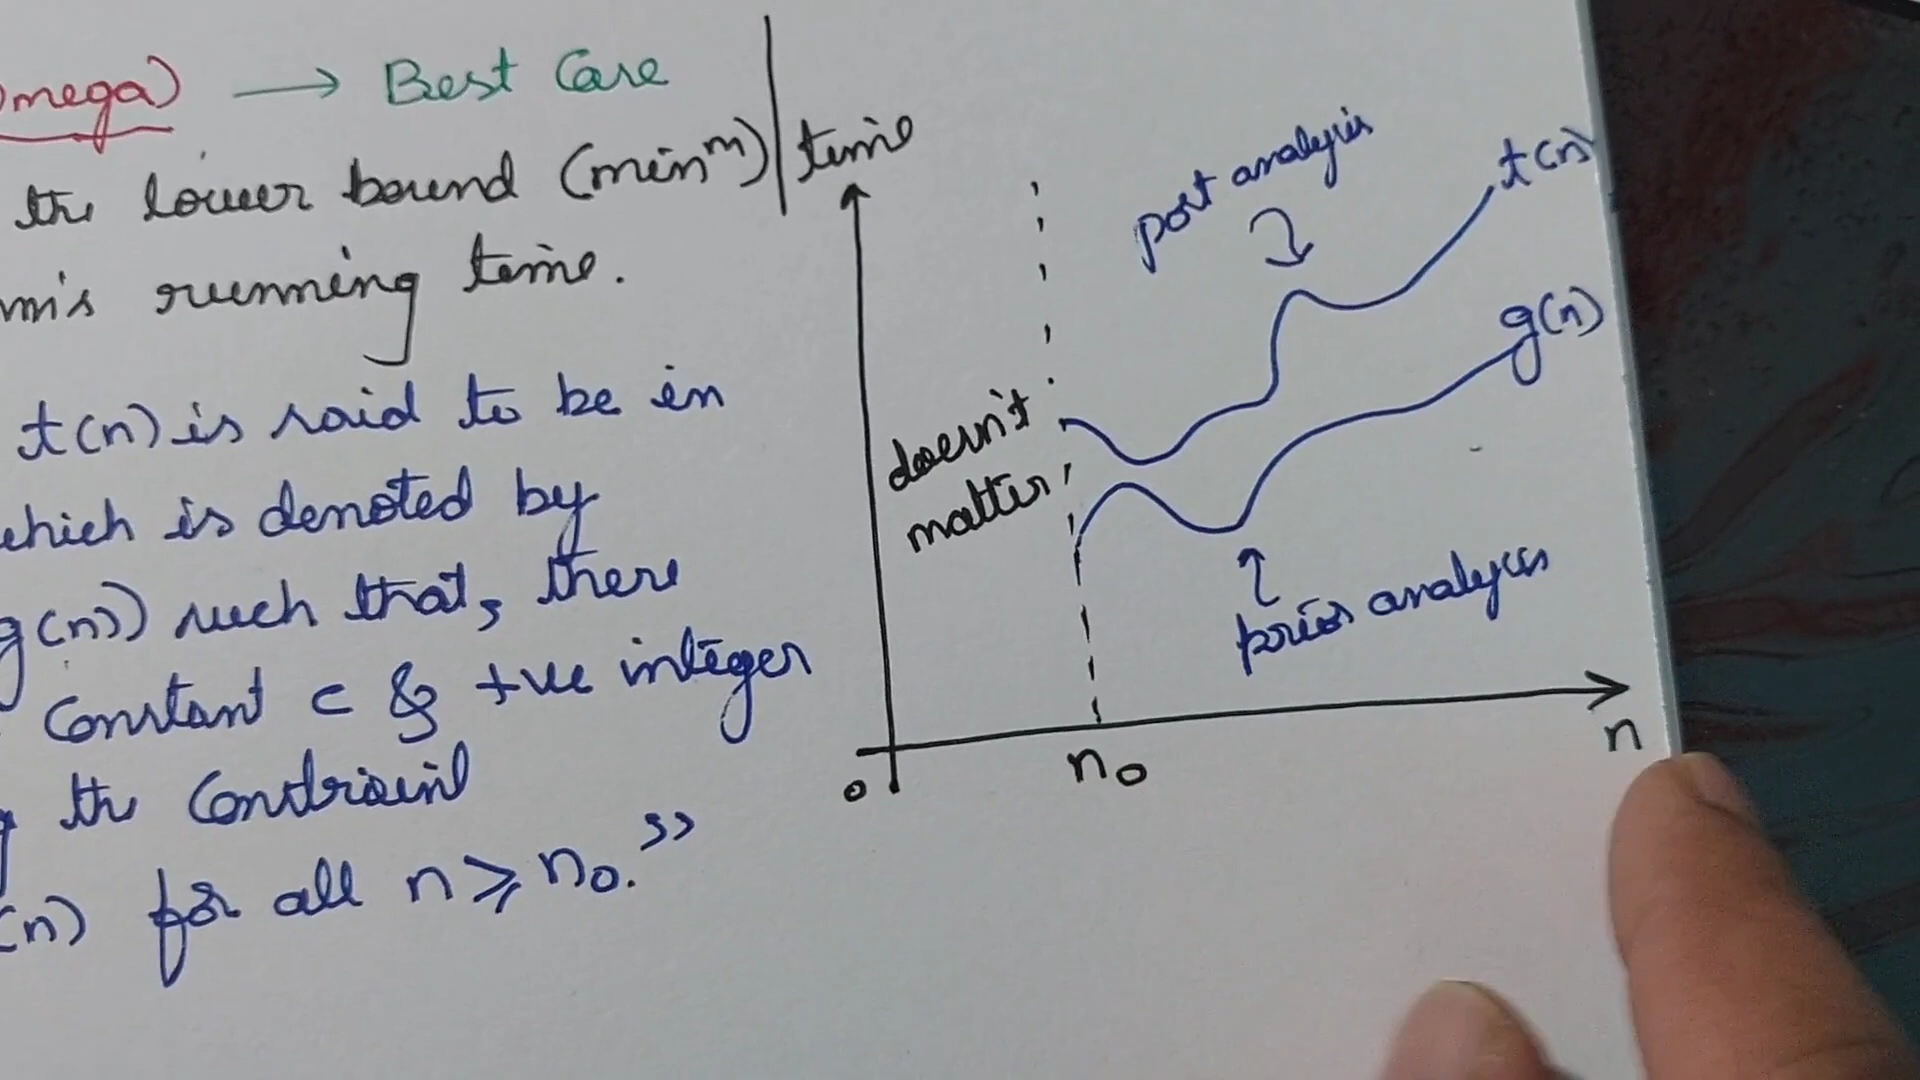 omega) → Best Case
the lower bound (minᵐ)
m's running time.
t(n) is said to be in
which is denoted by
g(n)) such that, there
constant c & +ve integer
the constraint
(n) for all n ≥ n₀.”
time
post analysis
t(n)
g(n)
doesn't
matter
prior analysis
n
0
n₀